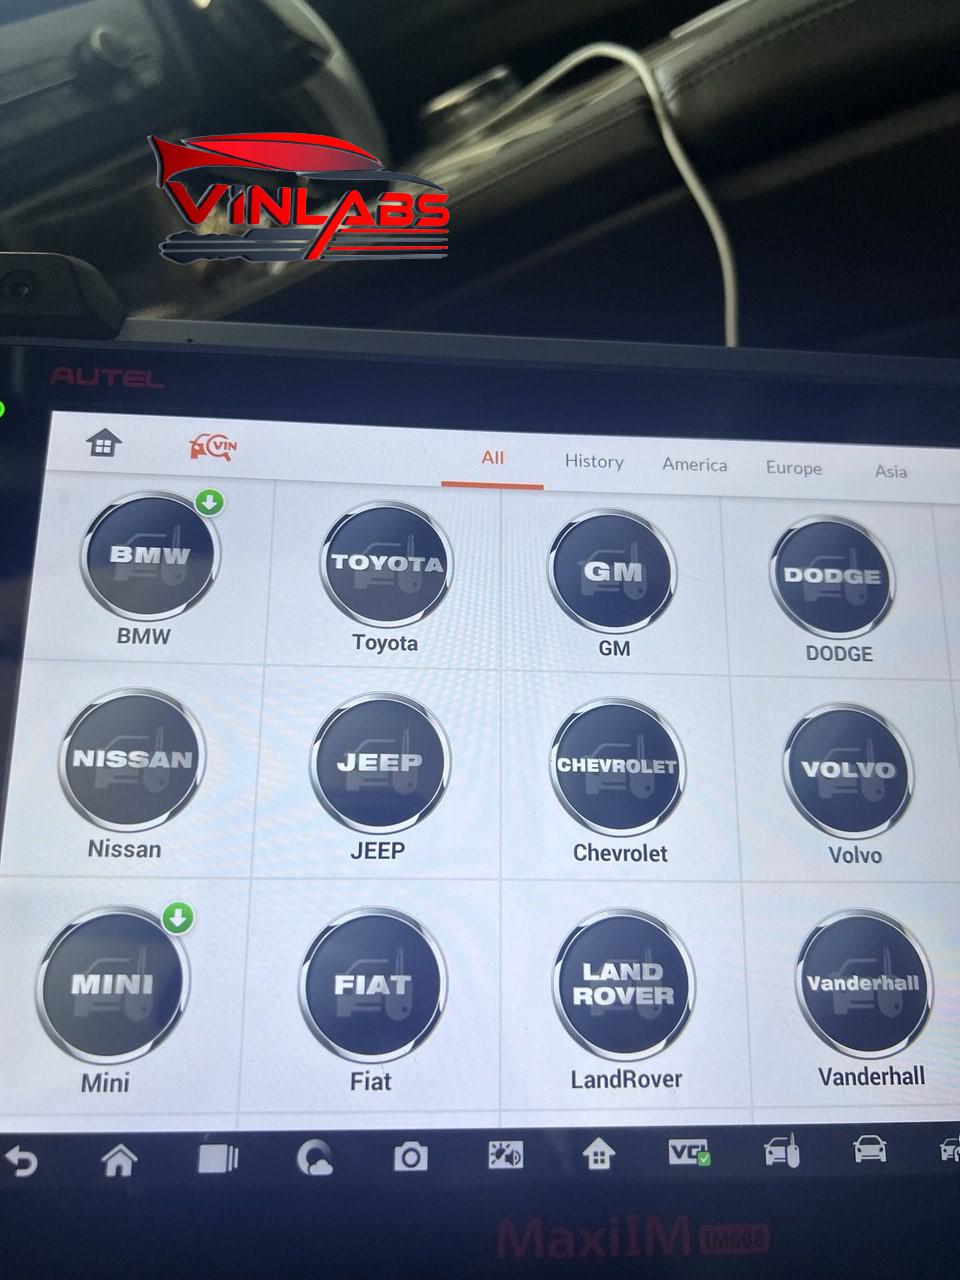 VINLABS
AUTEL
VIN
All History America Europe Asia
BMW TOYOTA GM DODGE
BMW Toyota GM DODGE
NISSAN JEEP CHEVROLET VOLVO
Nissan JEEP Chevrolet Volvo
MINI FIAT LAND ROVER Vanderhall
Mini Fiat LandRover Vanderhall
VCI
MaxiIM IM608